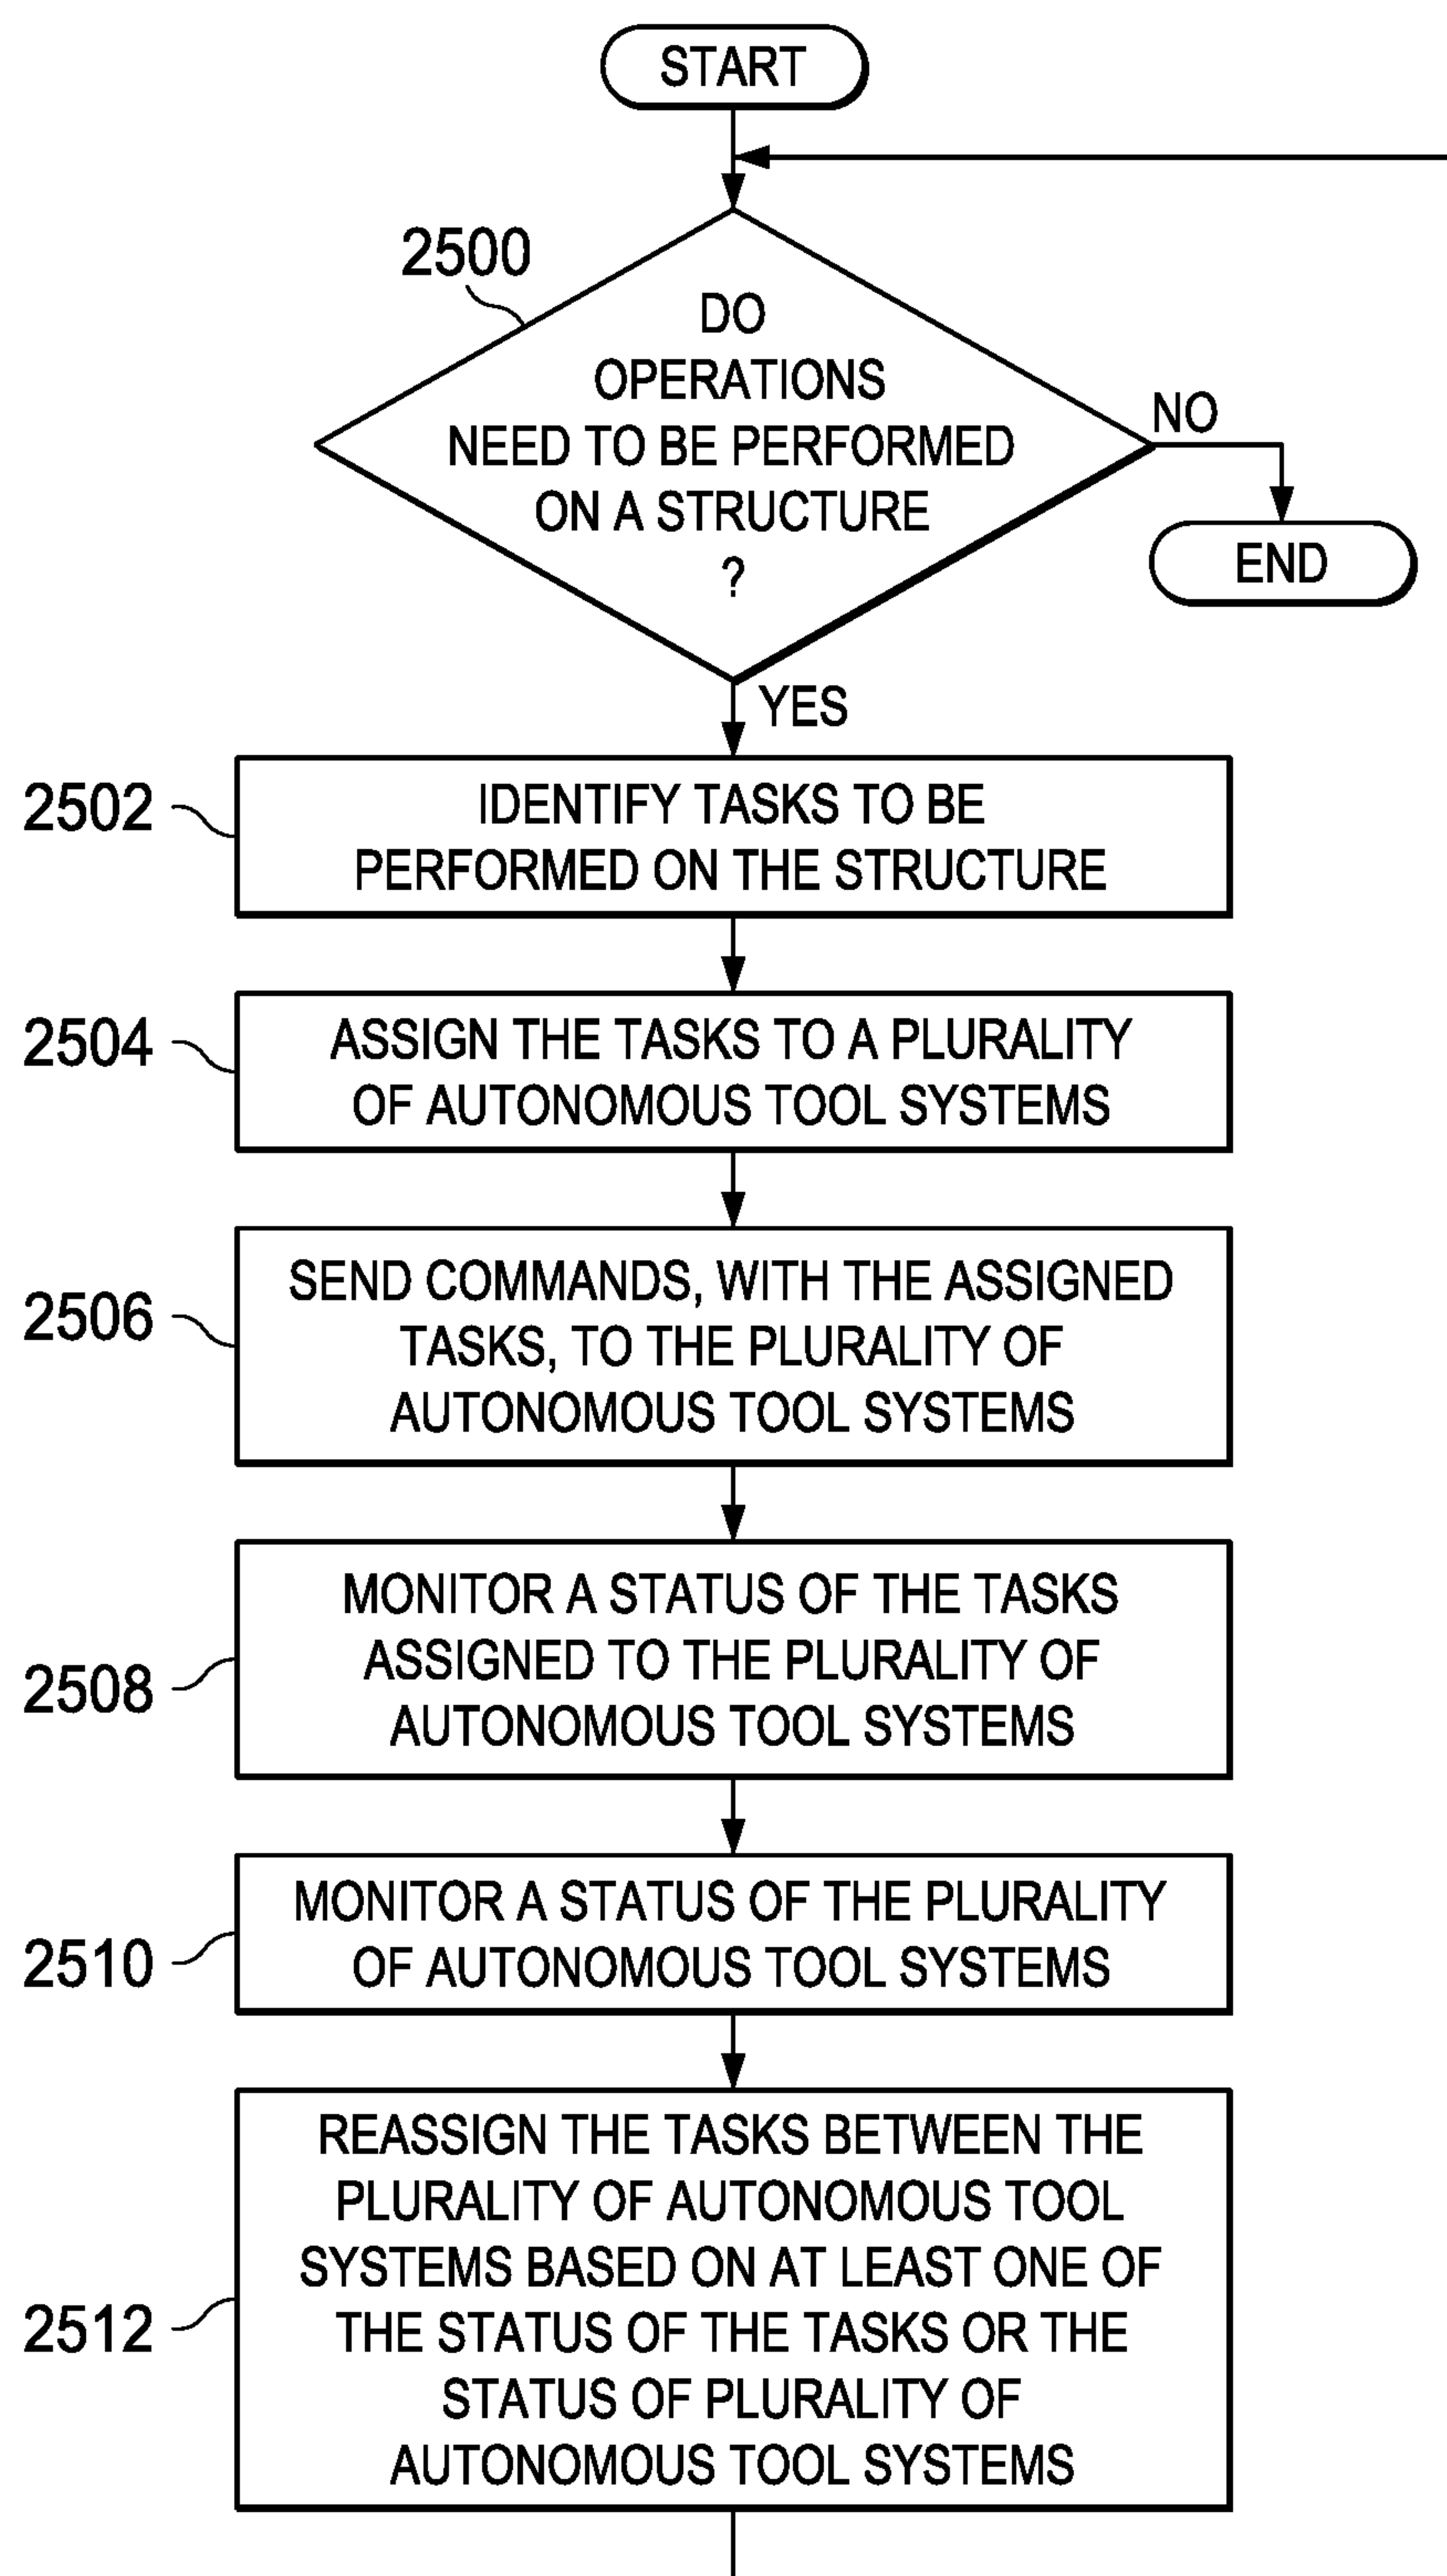 START
2500
DO
OPERATIONS
NEED TO BE PERFORMED
ON A STRUCTURE
?
NO
END
YES
2502
IDENTIFY TASKS TO BE
PERFORMED ON THE STRUCTURE
2504
ASSIGN THE TASKS TO A PLURALITY
OF AUTONOMOUS TOOL SYSTEMS
2506
SEND COMMANDS, WITH THE ASSIGNED
TASKS, TO THE PLURALITY OF
AUTONOMOUS TOOL SYSTEMS
2508
MONITOR A STATUS OF THE TASKS
ASSIGNED TO THE PLURALITY OF
AUTONOMOUS TOOL SYSTEMS
2510
MONITOR A STATUS OF THE PLURALITY
OF AUTONOMOUS TOOL SYSTEMS
2512
REASSIGN THE TASKS BETWEEN THE
PLURALITY OF AUTONOMOUS TOOL
SYSTEMS BASED ON AT LEAST ONE OF
THE STATUS OF THE TASKS OR THE
STATUS OF PLURALITY OF
AUTONOMOUS TOOL SYSTEMS